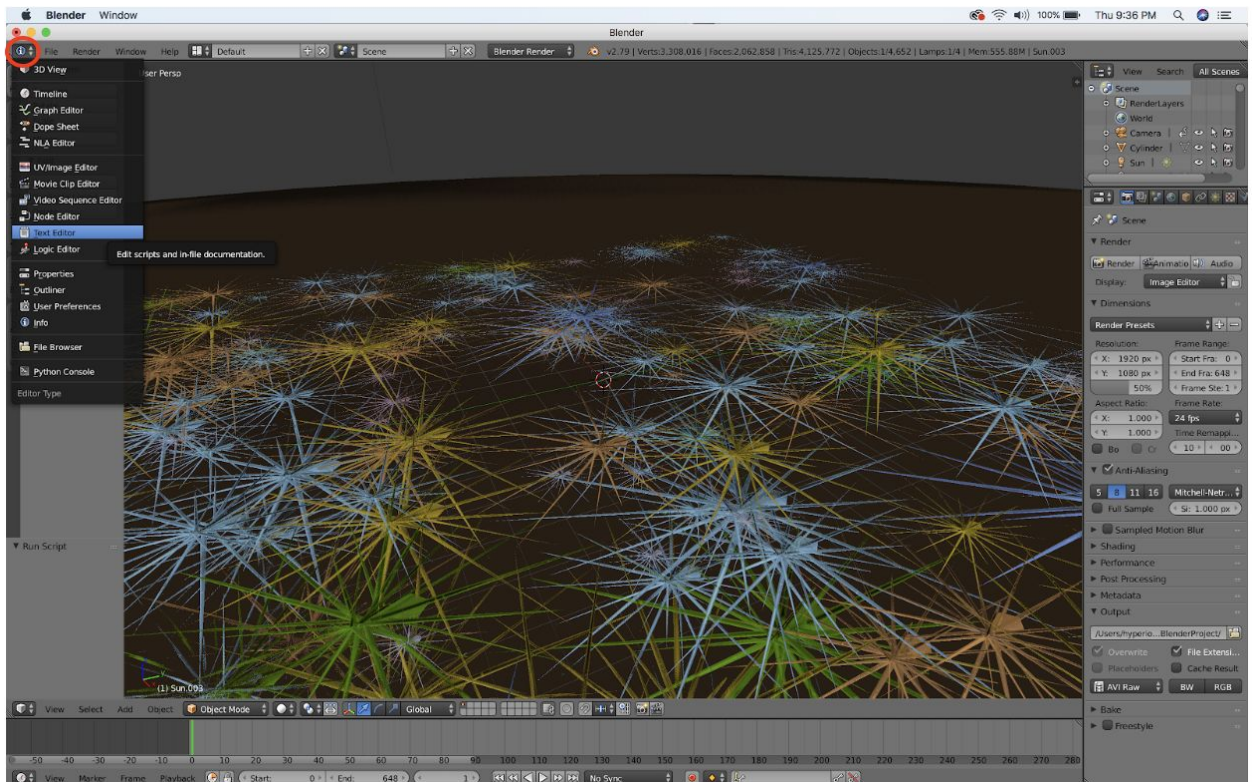 Blender Window 100% Thu 9:36 PM
Blender
File Render Window Help Default Scene Blender Render v2.79 | Verts:3,308,016 | Faces:2,062,858 | Tris:4,125,772 | Objects:1/4,652 | Lamps:1/4 | Mem:555.88M | Sun.003
3D View
User Persp
Timeline
Graph Editor
Dope Sheet
NLA Editor
UV/Image Editor
Movie Clip Editor
Video Sequence Editor
Node Editor
Text Editor
Logic Editor
Edit scripts and in-file documentation.
Properties
Outliner
User Preferences
Info
File Browser
Python Console
Editor Type
Run Script
(1) Sun.003
View Search All Scenes
Scene
RenderLayers
World
Camera
Cylinder
Sun
Scene
Render
Render Animatio Audio
Display: Image Editor
Dimensions
Render Presets
Resolution: Frame Range:
X: 1920 px Start Fra: 0
Y: 1080 px End Fra: 648
50% Frame Ste: 1
Aspect Ratio: Frame Rate:
X: 1.000 24 fps
Y: 1.000 Time Remappi...
Bo Cr 10 00
Anti-Aliasing
5 8 11 16 Mitchell-Netr...
Full Sample Si: 1.000 px
Sampled Motion Blur
Shading
Performance
Post Processing
Metadata
Output
/Users/hyperio...BlenderProject/
Overwrite File Extensi...
Placeholders Cache Result
AVI Raw BW RGB
Bake
Freestyle
View Select Add Object Object Mode Global
-50 -40 -30 -20 -10 0 10 20 30 40 50 60 70 80 90 100 110 120 130 140 150 160 170 180 190 200 210 220 230 240 250 260 270 280
View Marker Frame Playback Start: 0 End: 648 1 No Sync